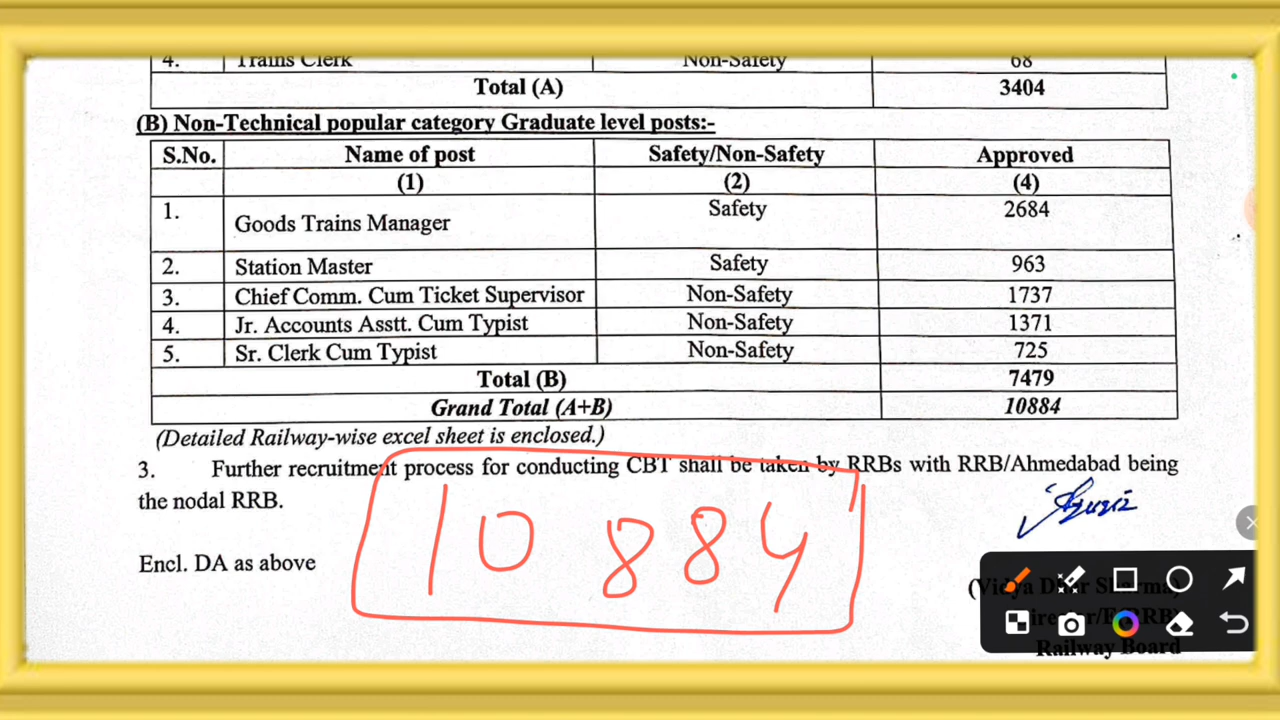 4. Trains Clerk Non-Safety 68
Total (A) 3404
(B) Non-Technical popular category Graduate level posts:-
S.No. Name of post Safety/Non-Safety Approved
(1) (2) (4)
1. Goods Trains Manager Safety 2684
2. Station Master Safety 963
3. Chief Comm. Cum Ticket Supervisor Non-Safety 1737
4. Jr. Accounts Asstt. Cum Typist Non-Safety 1371
5. Sr. Clerk Cum Typist Non-Safety 725
Total (B) 7479
Grand Total (A+B) 10884
(Detailed Railway-wise excel sheet is enclosed.)
3. Further recruitment process for conducting CBT shall be taken by RRBs with RRB/Ahmedabad being
the nodal RRB.
10 884
Encl. DA as above
(Vidya Dhar Sharma)
Railway Board